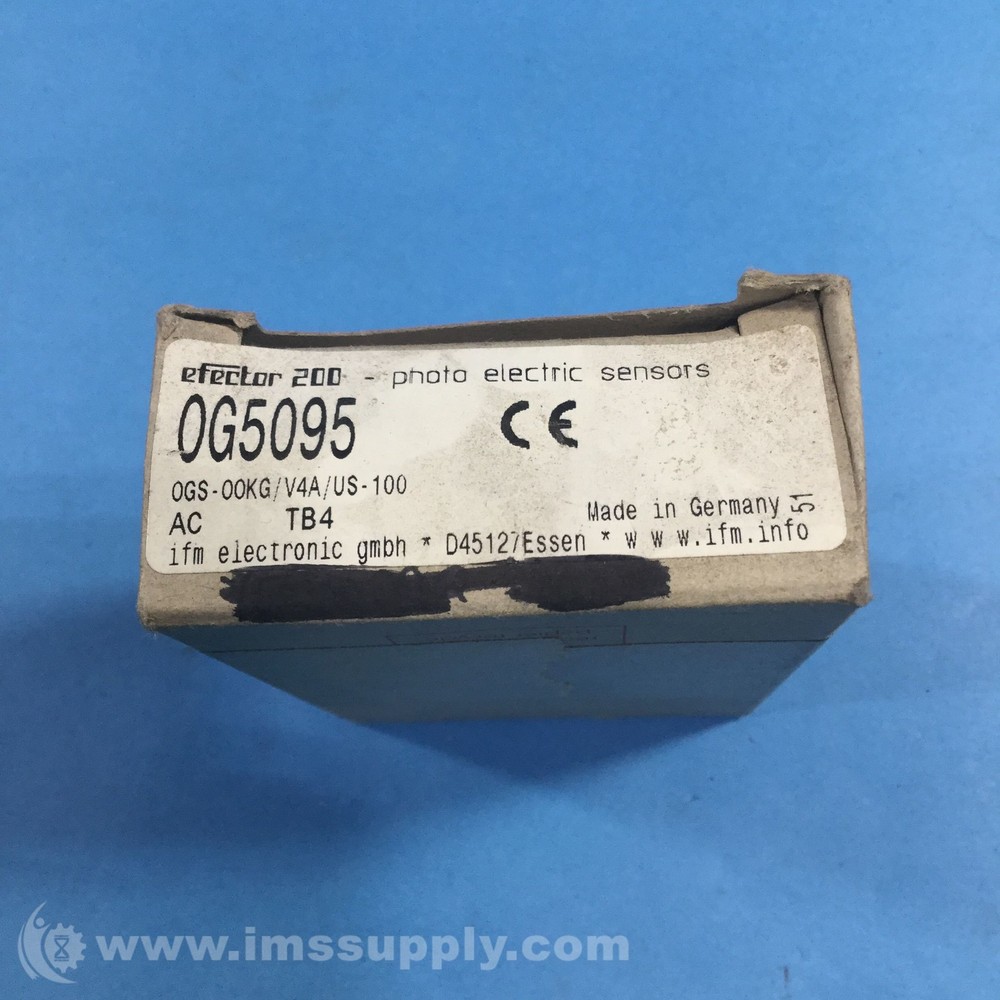 efector 200 - photo electric sensors
OG5095 CE
OGS-OOKG/V4A/US-100
AC TB4 Made in Germany 51
ifm electronic gmbh * D45127/Essen * w w w.ifm.info
www.imssupply.com